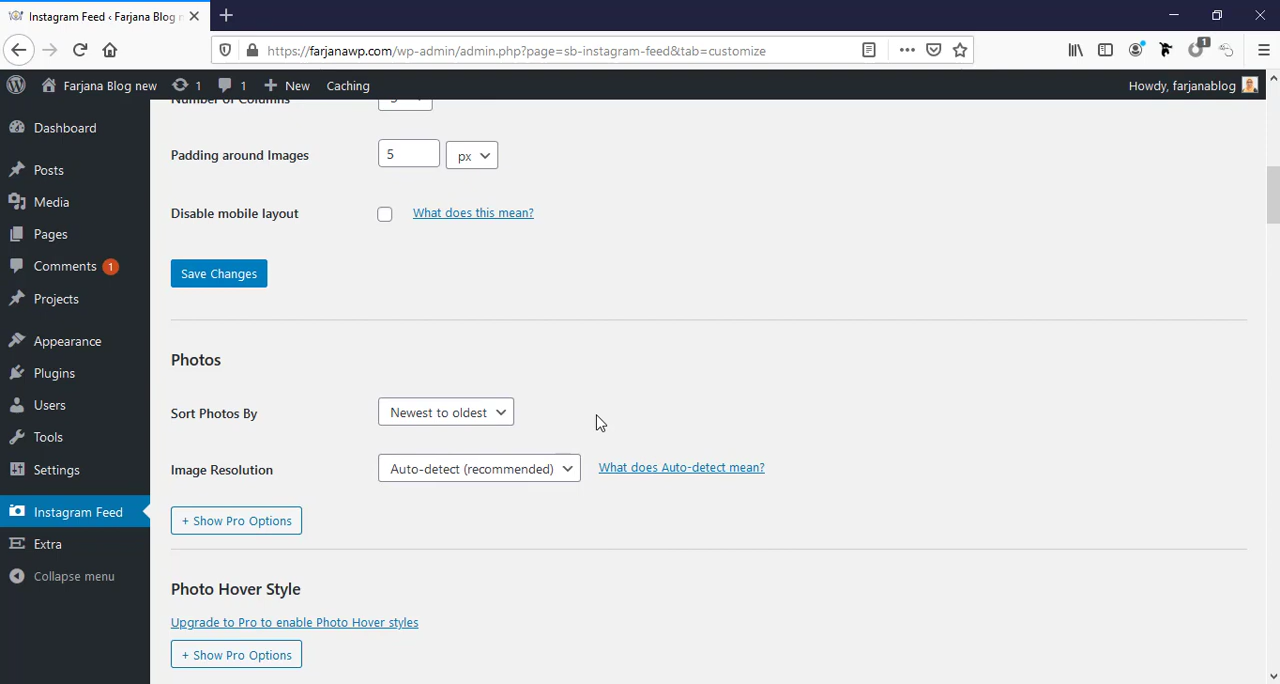 Instagram Feed ‹ Farjana Blog n
https://farjanawp.com/wp-admin/admin.php?page=sb-instagram-feed&tab=customize
1
Farjana Blog new
1
1
New
Caching
Howdy, farjanablog
Dashboard
Posts
Media
Pages
Comments 1
Projects
Appearance
Plugins
Users
Tools
Settings
Instagram Feed
Extra
Collapse menu
Number of Columns
Padding around Images
5
px
Disable mobile layout
What does this mean?
Save Changes
Photos
Sort Photos By
Newest to oldest
Image Resolution
Auto-detect (recommended)
What does Auto-detect mean?
+ Show Pro Options
Photo Hover Style
Upgrade to Pro to enable Photo Hover styles
+ Show Pro Options